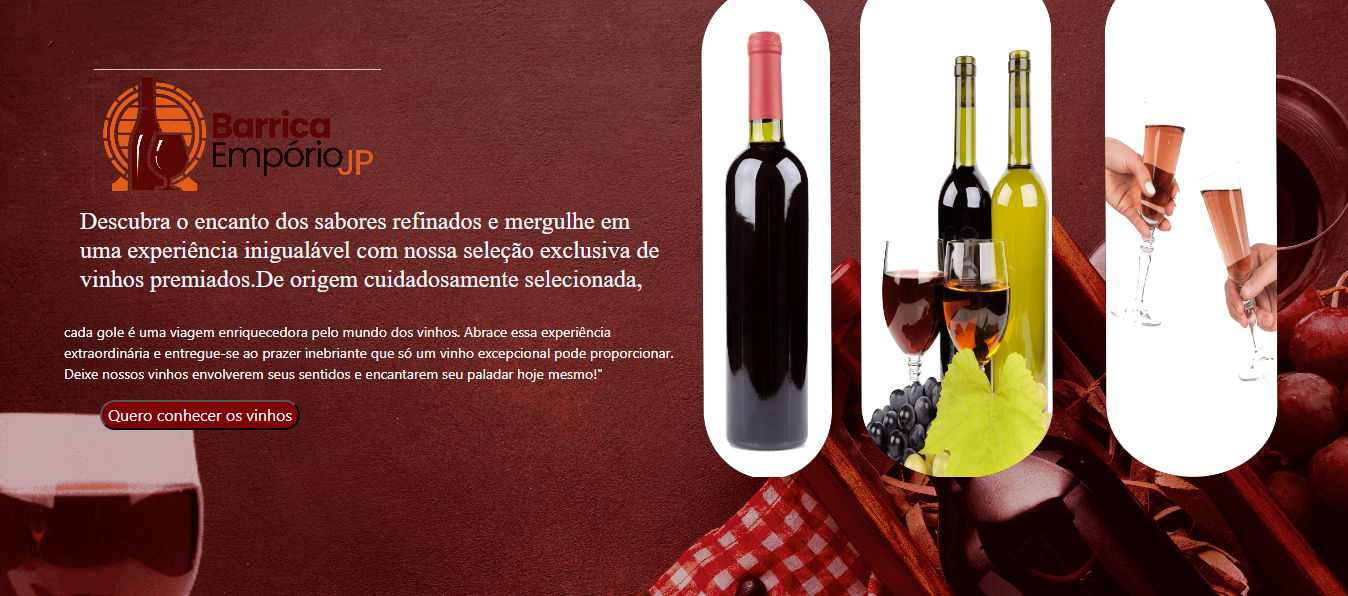 Barrica
EmpórioJP
Descubra o encanto dos sabores refinados e mergulhe em
uma experiência inigualável com nossa seleção exclusiva de
vinhos premiados.De origem cuidadosamente selecionada,
cada gole é uma viagem enriquecedora pelo mundo dos vinhos. Abrace essa experiência
extraordinária e entregue-se ao prazer inebriante que só um vinho excepcional pode proporcionar.
Deixe nossos vinhos envolverem seus sentidos e encantarem seu paladar hoje mesmo!"
Quero conhecer os vinhos